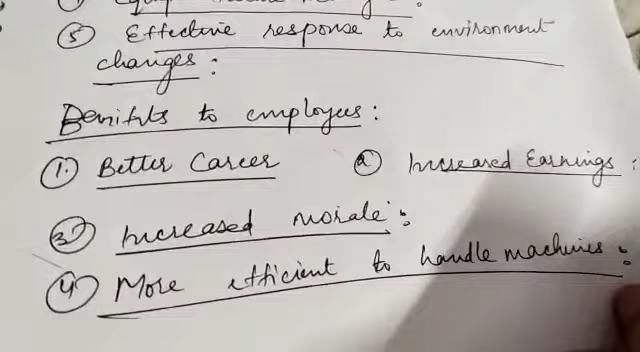 ⑤ Effective response to environment
changes :
Benifits to employees :
① Better Career ② Increased Earnings :
③ Increased morale :
④ More efficient to handle machines :